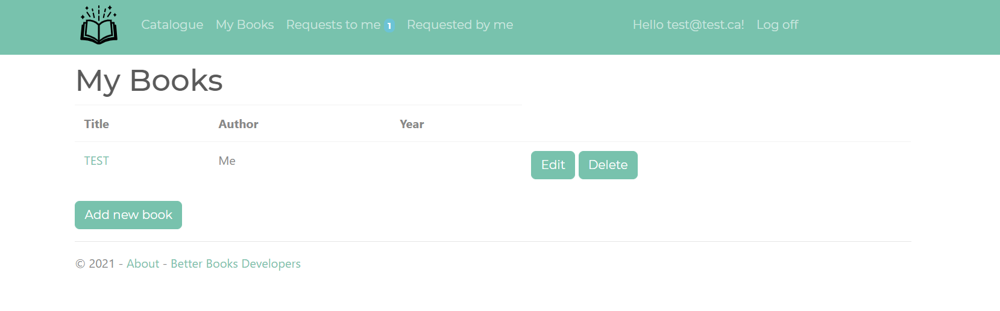 Catalogue My Books Requests to me 1 Requested by me Hello test@test.ca! Log off
My Books
Title Author Year
TEST Me Edit Delete
Add new book
© 2021 - About - Better Books Developers